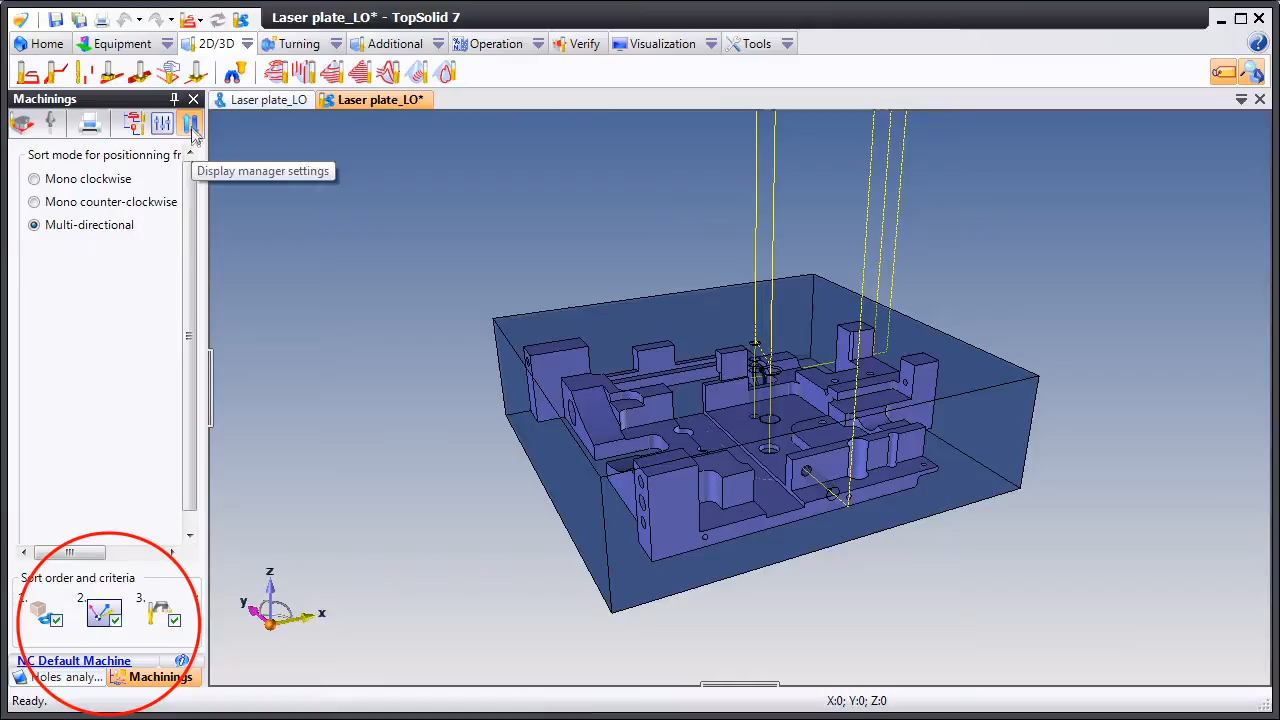 Laser plate_LO* - TopSolid 7
Home
Equipment
2D/3D
Turning
Additional
Operation
Verify
Visualization
Tools
Machinings
Laser plate_LO
Laser plate_LO*
Sort mode for positionning fr
Display manager settings
Mono clockwise
Mono counter-clockwise
Multi-directional
z
y
x
Sort order and criteria
1.
2.
3.
NC Default Machine
Holes analy...
Machinings
Ready.
X:0; Y:0; Z:0